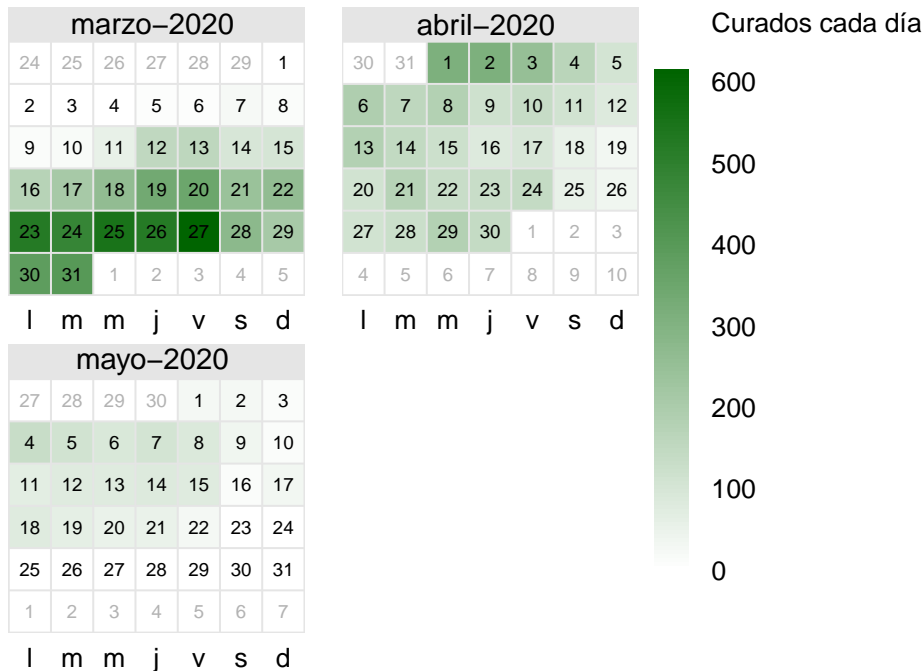 marzo−2020
24 25 26 27 28 29 1
2 3 4 5 6 7 8
9 10 11 12 13 14 15
16 17 18 19 20 21 22
23 24 25 26 27 28 29
30 31 1 2 3 4 5
l m m j v s d
abril−2020
30 31 1 2 3 4 5
6 7 8 9 10 11 12
13 14 15 16 17 18 19
20 21 22 23 24 25 26
27 28 29 30 1 2 3
4 5 6 7 8 9 10
l m m j v s d
mayo−2020
27 28 29 30 1 2 3
4 5 6 7 8 9 10
11 12 13 14 15 16 17
18 19 20 21 22 23 24
25 26 27 28 29 30 31
1 2 3 4 5 6 7
l m m j v s d
Curados cada día
600
500
400
300
200
100
0